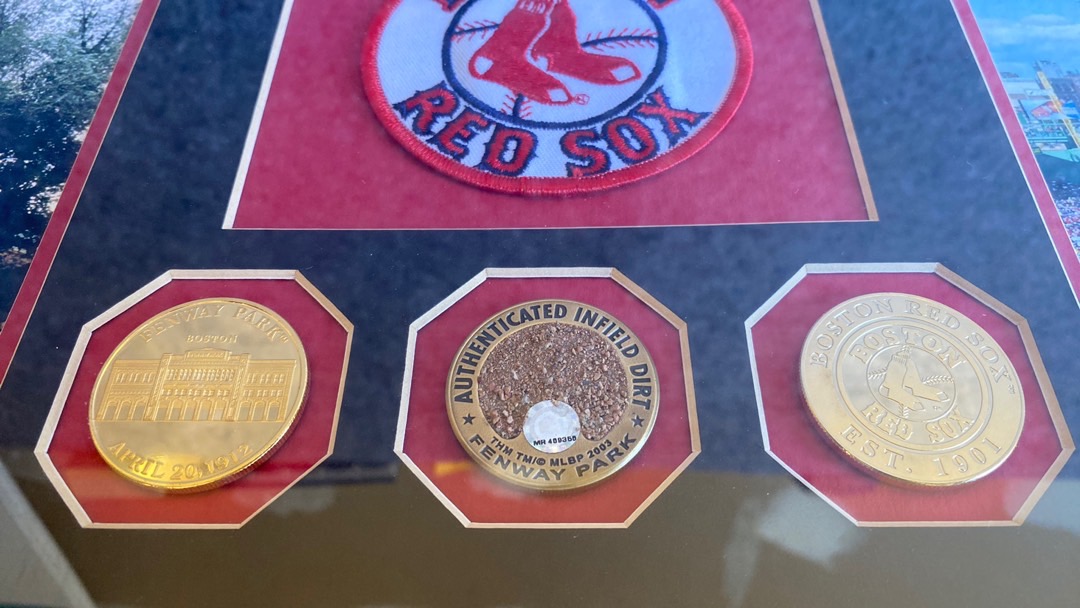 RED SOX
FENWAY PARK
BOSTON
APRIL 20, 1912
AUTHENTICATED INFIELD DIRT
MR 489358
THM TM/© MLBP 2003
★ FENWAY PARK ★
BOSTON RED SOX
BOSTON
RED SOX
EST. 1901